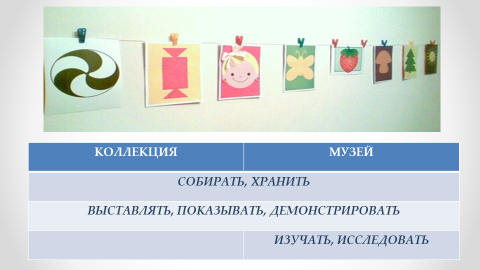 КОЛЛЕКЦИЯ МУЗЕЙ
СОБИРАТЬ, ХРАНИТЬ
ВЫСТАВЛЯТЬ, ПОКАЗЫВАТЬ, ДЕМОНСТРИРОВАТЬ
ИЗУЧАТЬ, ИССЛЕДОВАТЬ